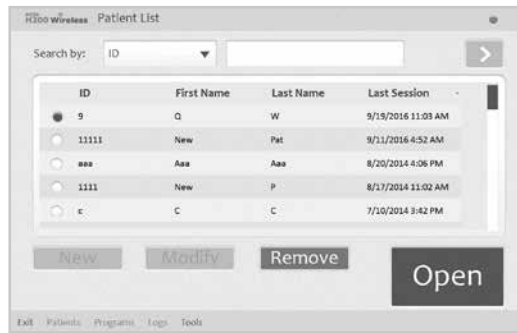 H300 Wireless Patient List
Search by: ID
ID First Name Last Name Last Session
9 Q W 9/19/2016 11:03 AM
11111 New Pat 9/11/2016 4:52 AM
aaa Aaa Aaa 8/20/2014 4:06 PM
1111 New P 8/17/2014 11:02 AM
c C C 7/10/2014 3:42 PM
New Modify Remove Open
Exit Patients Programs Logs Tools